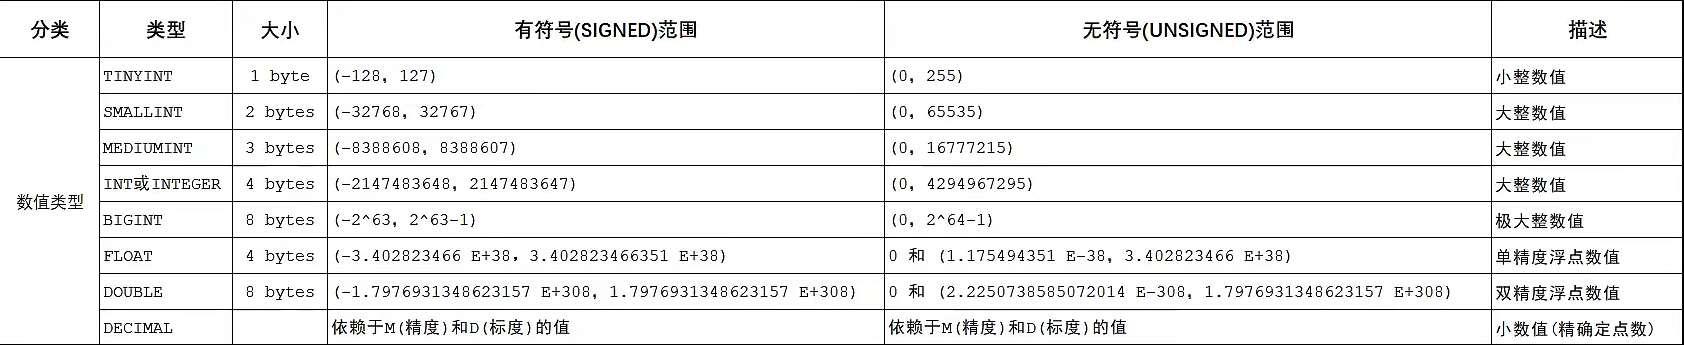 分类 类型 大小 有符号(SIGNED)范围 无符号(UNSIGNED)范围 描述
数值类型
TINYINT 1 byte (-128, 127) (0, 255) 小整数值
SMALLINT 2 bytes (-32768, 32767) (0, 65535) 大整数值
MEDIUMINT 3 bytes (-8388608, 8388607) (0, 16777215) 大整数值
INT或INTEGER 4 bytes (-2147483648, 2147483647) (0, 4294967295) 大整数值
BIGINT 8 bytes (-2^63, 2^63-1) (0, 2^64-1) 极大整数值
FLOAT 4 bytes (-3.402823466 E+38, 3.402823466351 E+38) 0 和 (1.175494351 E-38, 3.402823466 E+38) 单精度浮点数值
DOUBLE 8 bytes (-1.7976931348623157 E+308, 1.7976931348623157 E+308) 0 和 (2.2250738585072014 E-308, 1.7976931348623157 E+308) 双精度浮点数值
DECIMAL 依赖于M(精度)和D(标度)的值 依赖于M(精度)和D(标度)的值 小数值(精确定点数)